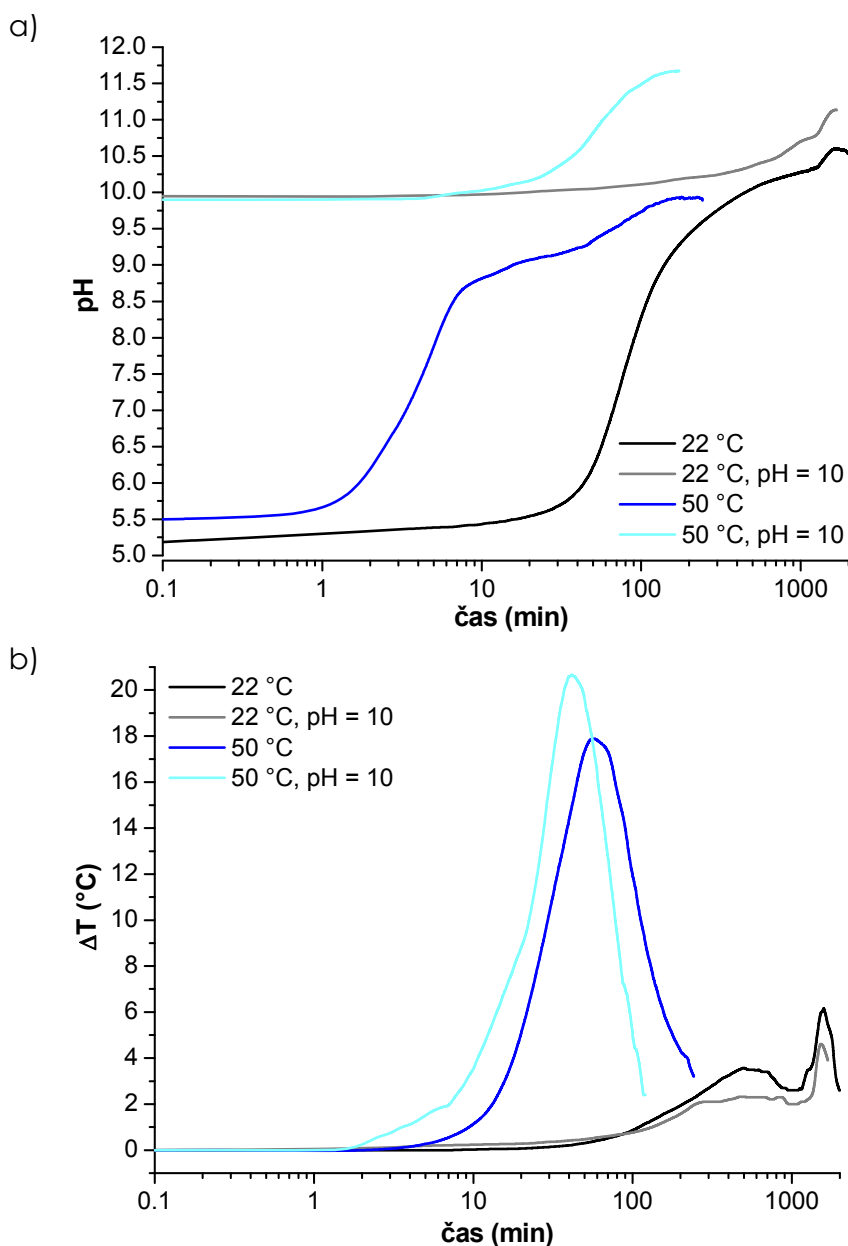 a)
12.0
11.5
11.0
10.5
10.0
9.5
9.0
8.5
8.0
7.5
7.0
6.5
6.0
5.5
5.0
pH
22 °C
22 °C, pH = 10
50 °C
50 °C, pH = 10
0.1 1 10 100 1000
čas (min)
b)
20
18
16
14
12
10
8
6
4
2
0
ΔT (°C)
22 °C
22 °C, pH = 10
50 °C
50 °C, pH = 10
0.1 1 10 100 1000
čas (min)